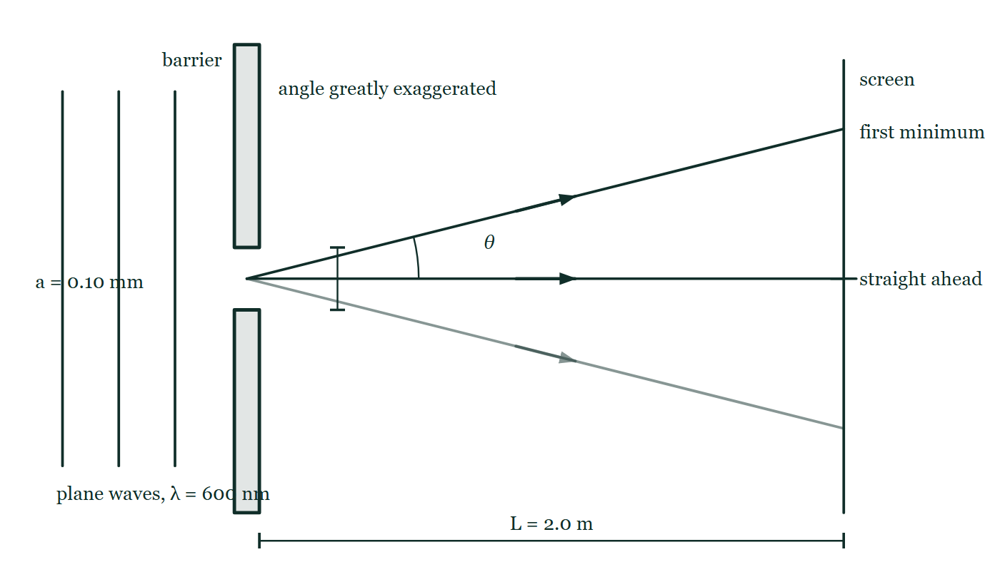 barrier
screen
angle greatly exaggerated
first minimum
θ
straight ahead
a = 0.10 mm
plane waves, λ = 600 nm
L = 2.0 m